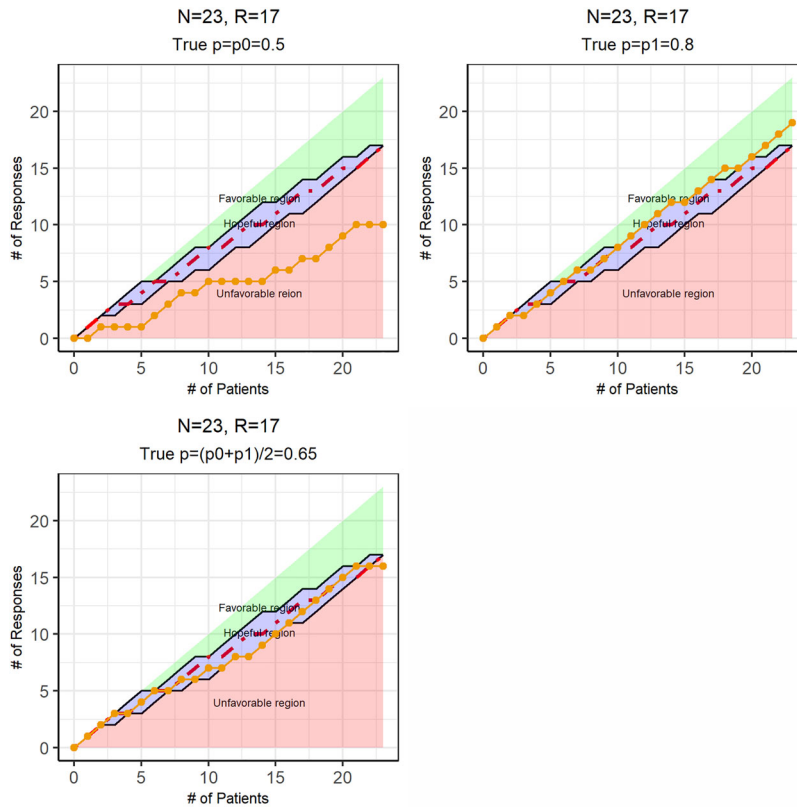 N=23, R=17
True p=p0=0.5
20
15
10
5
0
# of Responses
Favorable region
Hopeful region
Unfavorable reion
0 5 10 15 20
# of Patients
N=23, R=17
True p=p1=0.8
20
15
10
5
0
# of Responses
Favorable region
Hopeful region
Unfavorable region
0 5 10 15 20
# of Patients
N=23, R=17
True p=(p0+p1)/2=0.65
20
15
10
5
0
# of Responses
Favorable region
Hopeful region
Unfavorable region
0 5 10 15 20
# of Patients